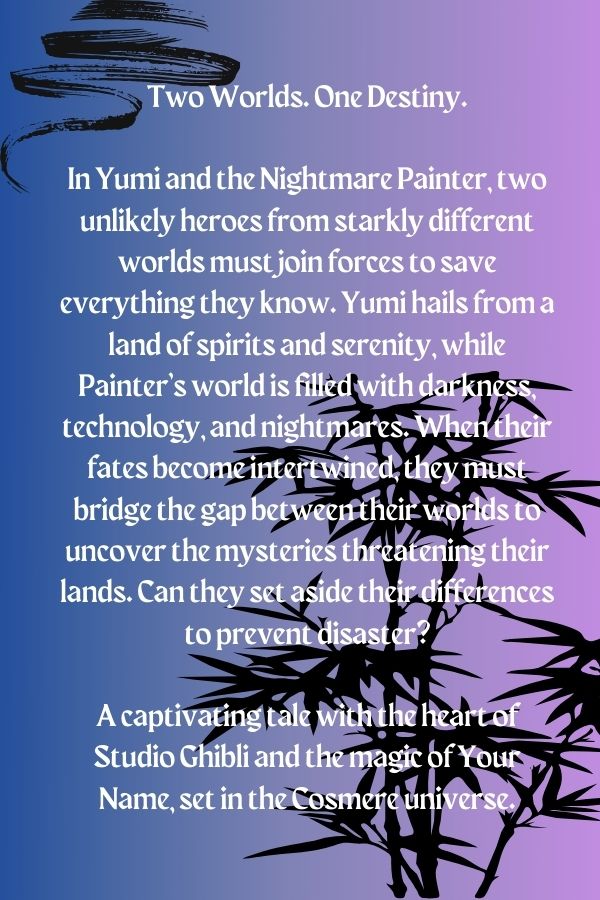 Two Worlds. One Destiny.
In Yumi and the Nightmare Painter, two
unlikely heroes from starkly different
worlds must join forces to save
everything they know. Yumi hails from a
land of spirits and serenity, while
Painter's world is filled with darkness,
technology, and nightmares. When their
fates become intertwined, they must
bridge the gap between their worlds to
uncover the mysteries threatening their
lands. Can they set aside their differences
to prevent disaster?
A captivating tale with the heart of
Studio Ghibli and the magic of Your
Name, set in the Cosmere universe.